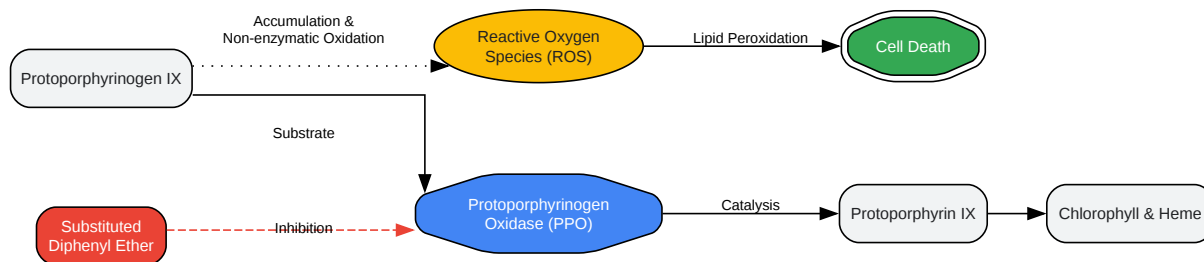 Accumulation &
Non-enzymatic Oxidation
Reactive Oxygen
Species (ROS)
Lipid Peroxidation
Cell Death
Protoporphyrinogen IX
Substrate
Protoporphyrinogen
Oxidase (PPO)
Catalysis
Protoporphyrin IX
Chlorophyll & Heme
Substituted
Diphenyl Ether
Inhibition